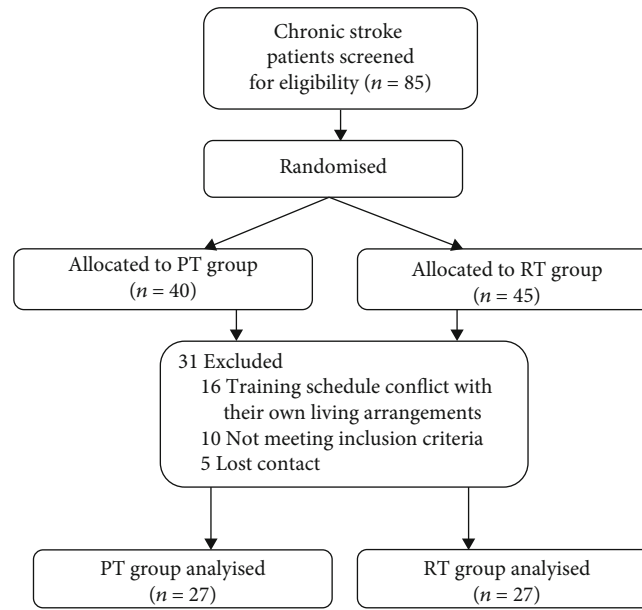 Chronic stroke
patients screened
for eligibility (n = 85)
Randomised
Allocated to PT group
(n = 40)
Allocated to RT group
(n = 45)
31 Excluded
16 Training schedule conflict with
their own living arrangements
10 Not meeting inclusion criteria
5 Lost contact
PT group analyised
(n = 27)
RT group analyised
(n = 27)